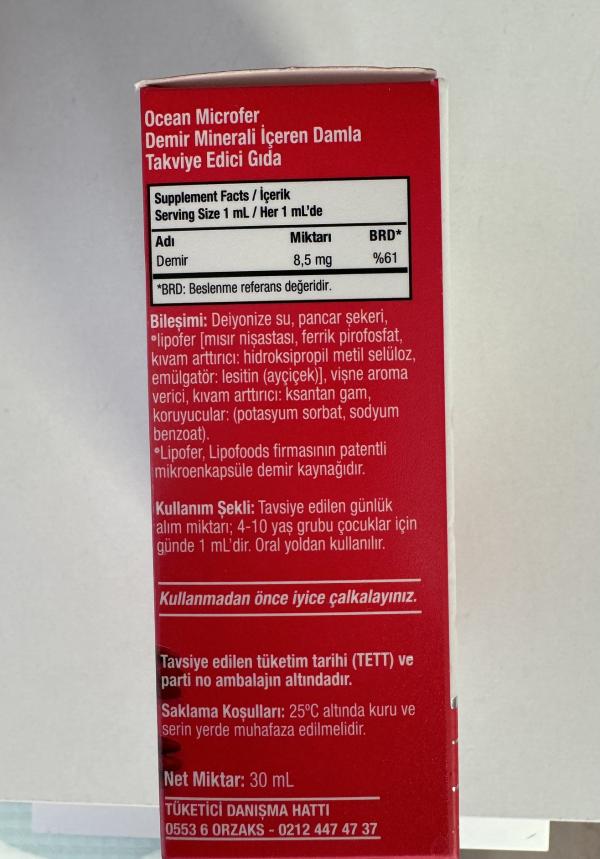 Ocean Microfer
Demir Minerali İçeren Damla
Takviye Edici Gıda
Supplement Facts / İçerik
Serving Size 1 mL / Her 1 mL'de
Adı Miktarı BRD*
Demir 8,5 mg %61
*BRD: Beslenme referans değeridir.
Bileşimi: Deiyonize su, pancar şekeri,
•lipofer [mısır nişastası, ferrik pirofosfat,
kıvam arttırıcı: hidroksipropil metil selüloz,
emülgatör: lesitin (ayçiçek)], vişne aroma
verici, kıvam arttırıcı: ksantan gam,
koruyucular: (potasyum sorbat, sodyum
benzoat).
•Lipofer, Lipofoods firmasının patentli
mikroenkapsüle demir kaynağıdır.
Kullanım Şekli: Tavsiye edilen günlük
alım miktarı; 4-10 yaş grubu çocuklar için
günde 1 mL'dir. Oral yoldan kullanılır.
Kullanmadan önce iyice çalkalayınız.
Tavsiye edilen tüketim tarihi (TETT) ve
parti no ambalajın altındadır.
Saklama Koşulları: 25°C altında kuru ve
serin yerde muhafaza edilmelidir.
Net Miktar: 30 mL
TÜKETİCİ DANIŞMA HATTI
0553 6 ORZAKS - 0212 447 47 37